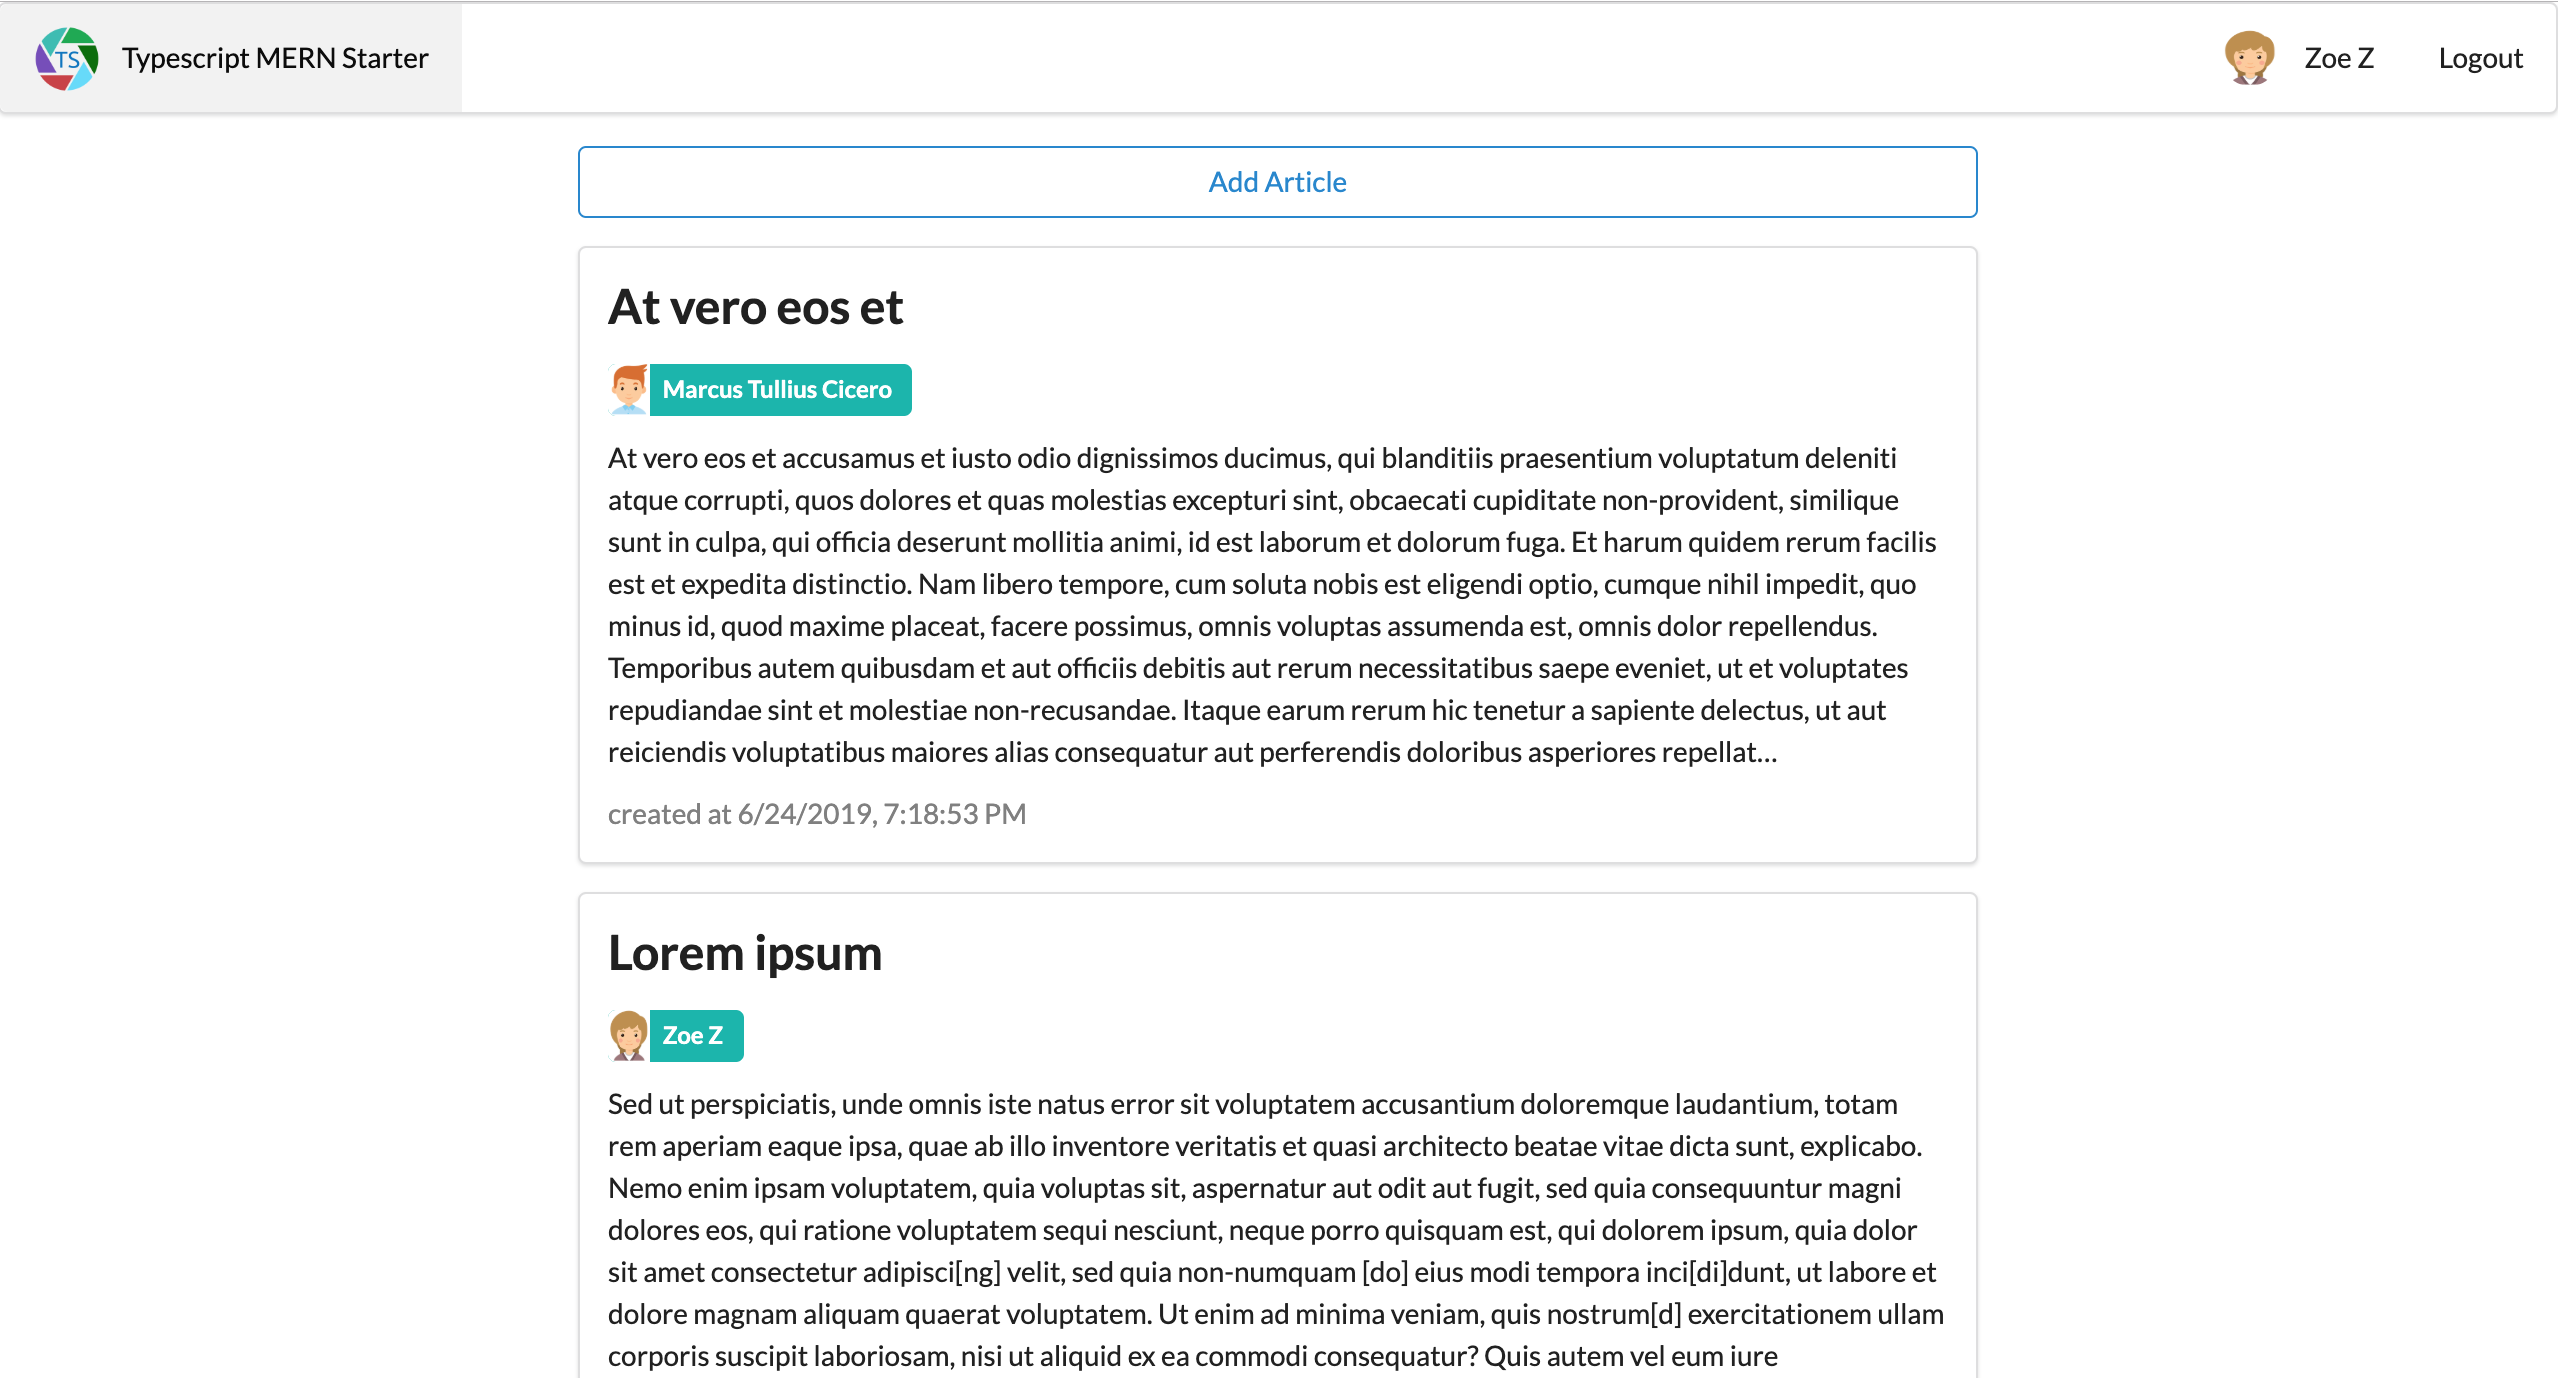 TS Typescript MERN Starter
Zoe Z
Logout
Add Article
At vero eos et
Marcus Tullius Cicero
At vero eos et accusamus et iusto odio dignissimos ducimus, qui blanditiis praesentium voluptatum deleniti
atque corrupti, quos dolores et quas molestias excepturi sint, obcaecati cupiditate non-provident, similique
sunt in culpa, qui officia deserunt mollitia animi, id est laborum et dolorum fuga. Et harum quidem rerum facilis
est et expedita distinctio. Nam libero tempore, cum soluta nobis est eligendi optio, cumque nihil impedit, quo
minus id, quod maxime placeat, facere possimus, omnis voluptas assumenda est, omnis dolor repellendus.
Temporibus autem quibusdam et aut officiis debitis aut rerum necessitatibus saepe eveniet, ut et voluptates
repudiandae sint et molestiae non-recusandae. Itaque earum rerum hic tenetur a sapiente delectus, ut aut
reiciendis voluptatibus maiores alias consequatur aut perferendis doloribus asperiores repellat...
created at 6/24/2019, 7:18:53 PM
Lorem ipsum
Zoe Z
Sed ut perspiciatis, unde omnis iste natus error sit voluptatem accusantium doloremque laudantium, totam
rem aperiam eaque ipsa, quae ab illo inventore veritatis et quasi architecto beatae vitae dicta sunt, explicabo.
Nemo enim ipsam voluptatem, quia voluptas sit, aspernatur aut odit aut fugit, sed quia consequuntur magni
dolores eos, qui ratione voluptatem sequi nesciunt, neque porro quisquam est, qui dolorem ipsum, quia dolor
sit amet consectetur adipisci[ng] velit, sed quia non-numquam [do] eius modi tempora inci[di]dunt, ut labore et
dolore magnam aliquam quaerat voluptatem. Ut enim ad minima veniam, quis nostrum[d] exercitationem ullam
corporis suscipit laboriosam, nisi ut aliquid ex ea commodi consequatur? Quis autem vel eum iure